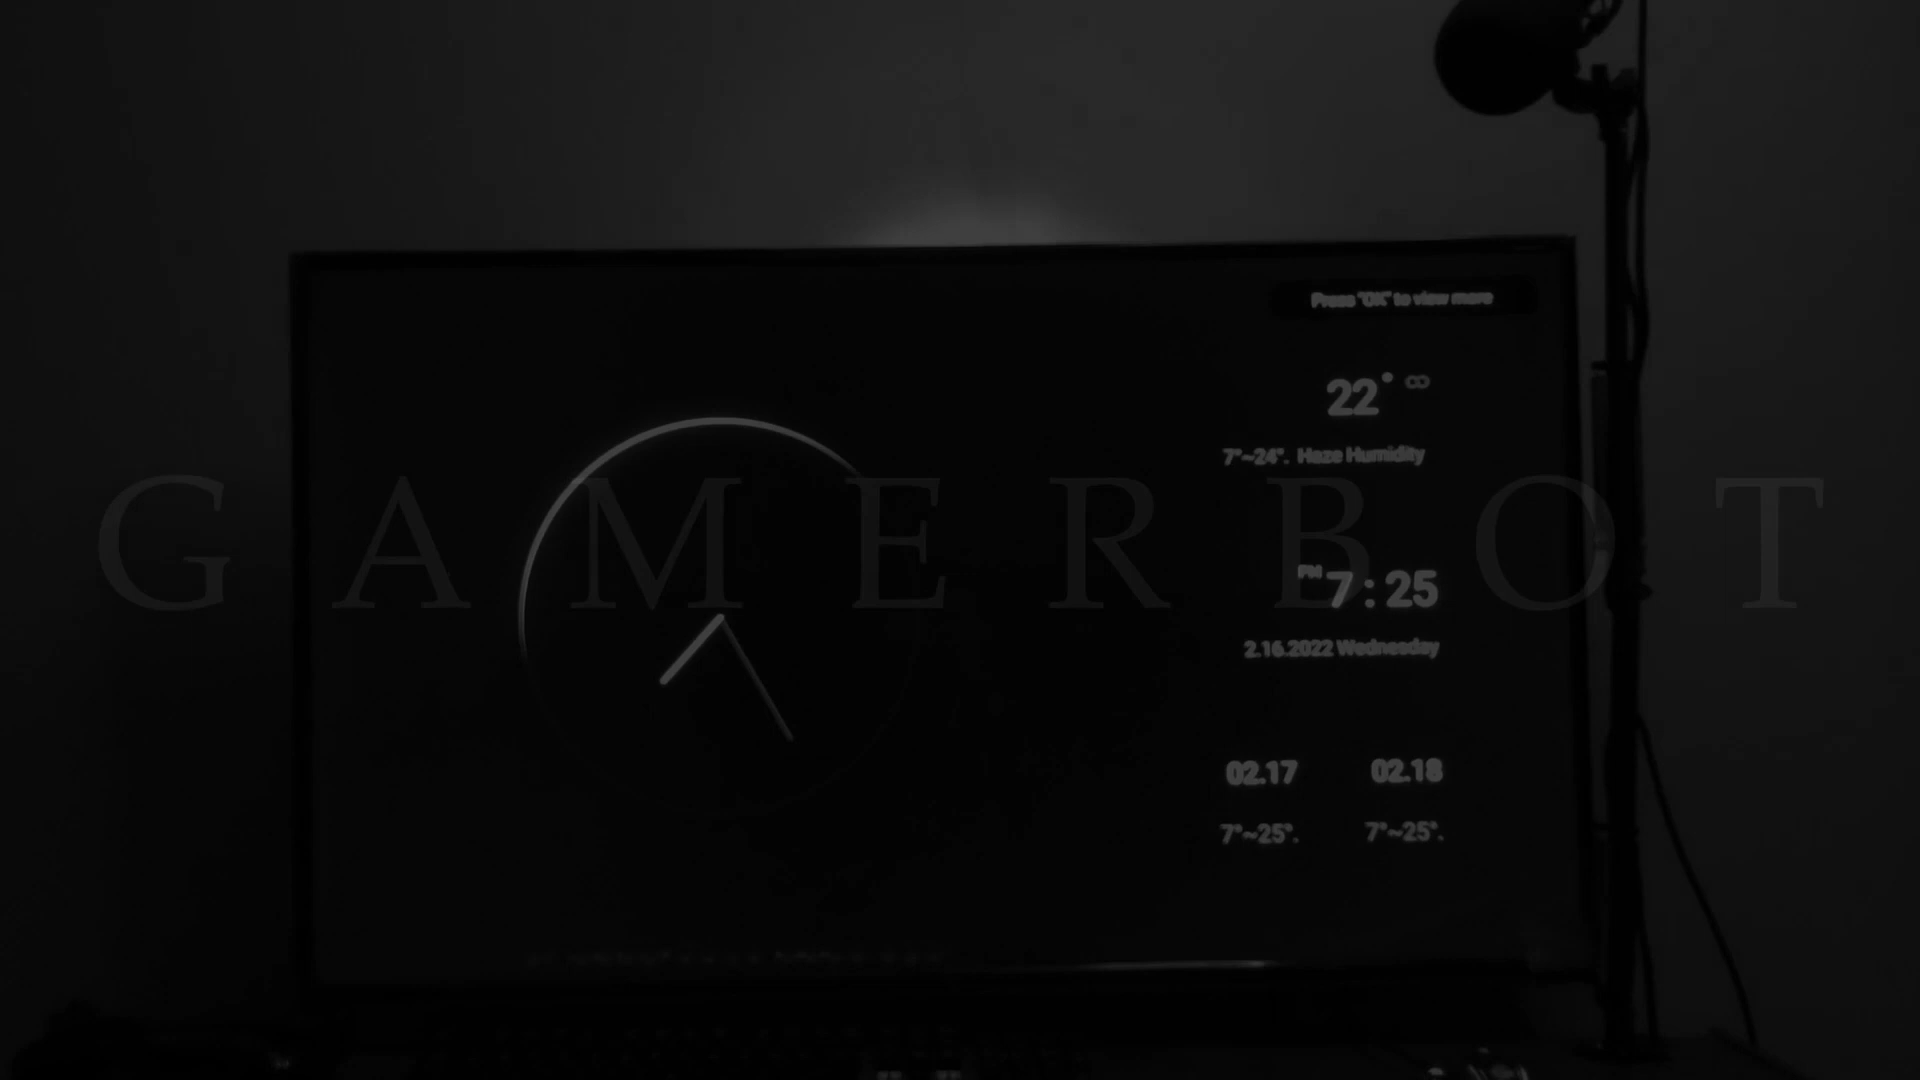 Press "OK" to view more
22°
7°~24°. Haze Humidity
GAMERBOT
PM 7:25
2.16.2022 Wednesday
02.17 02.18
7°~25°. 7°~25°.